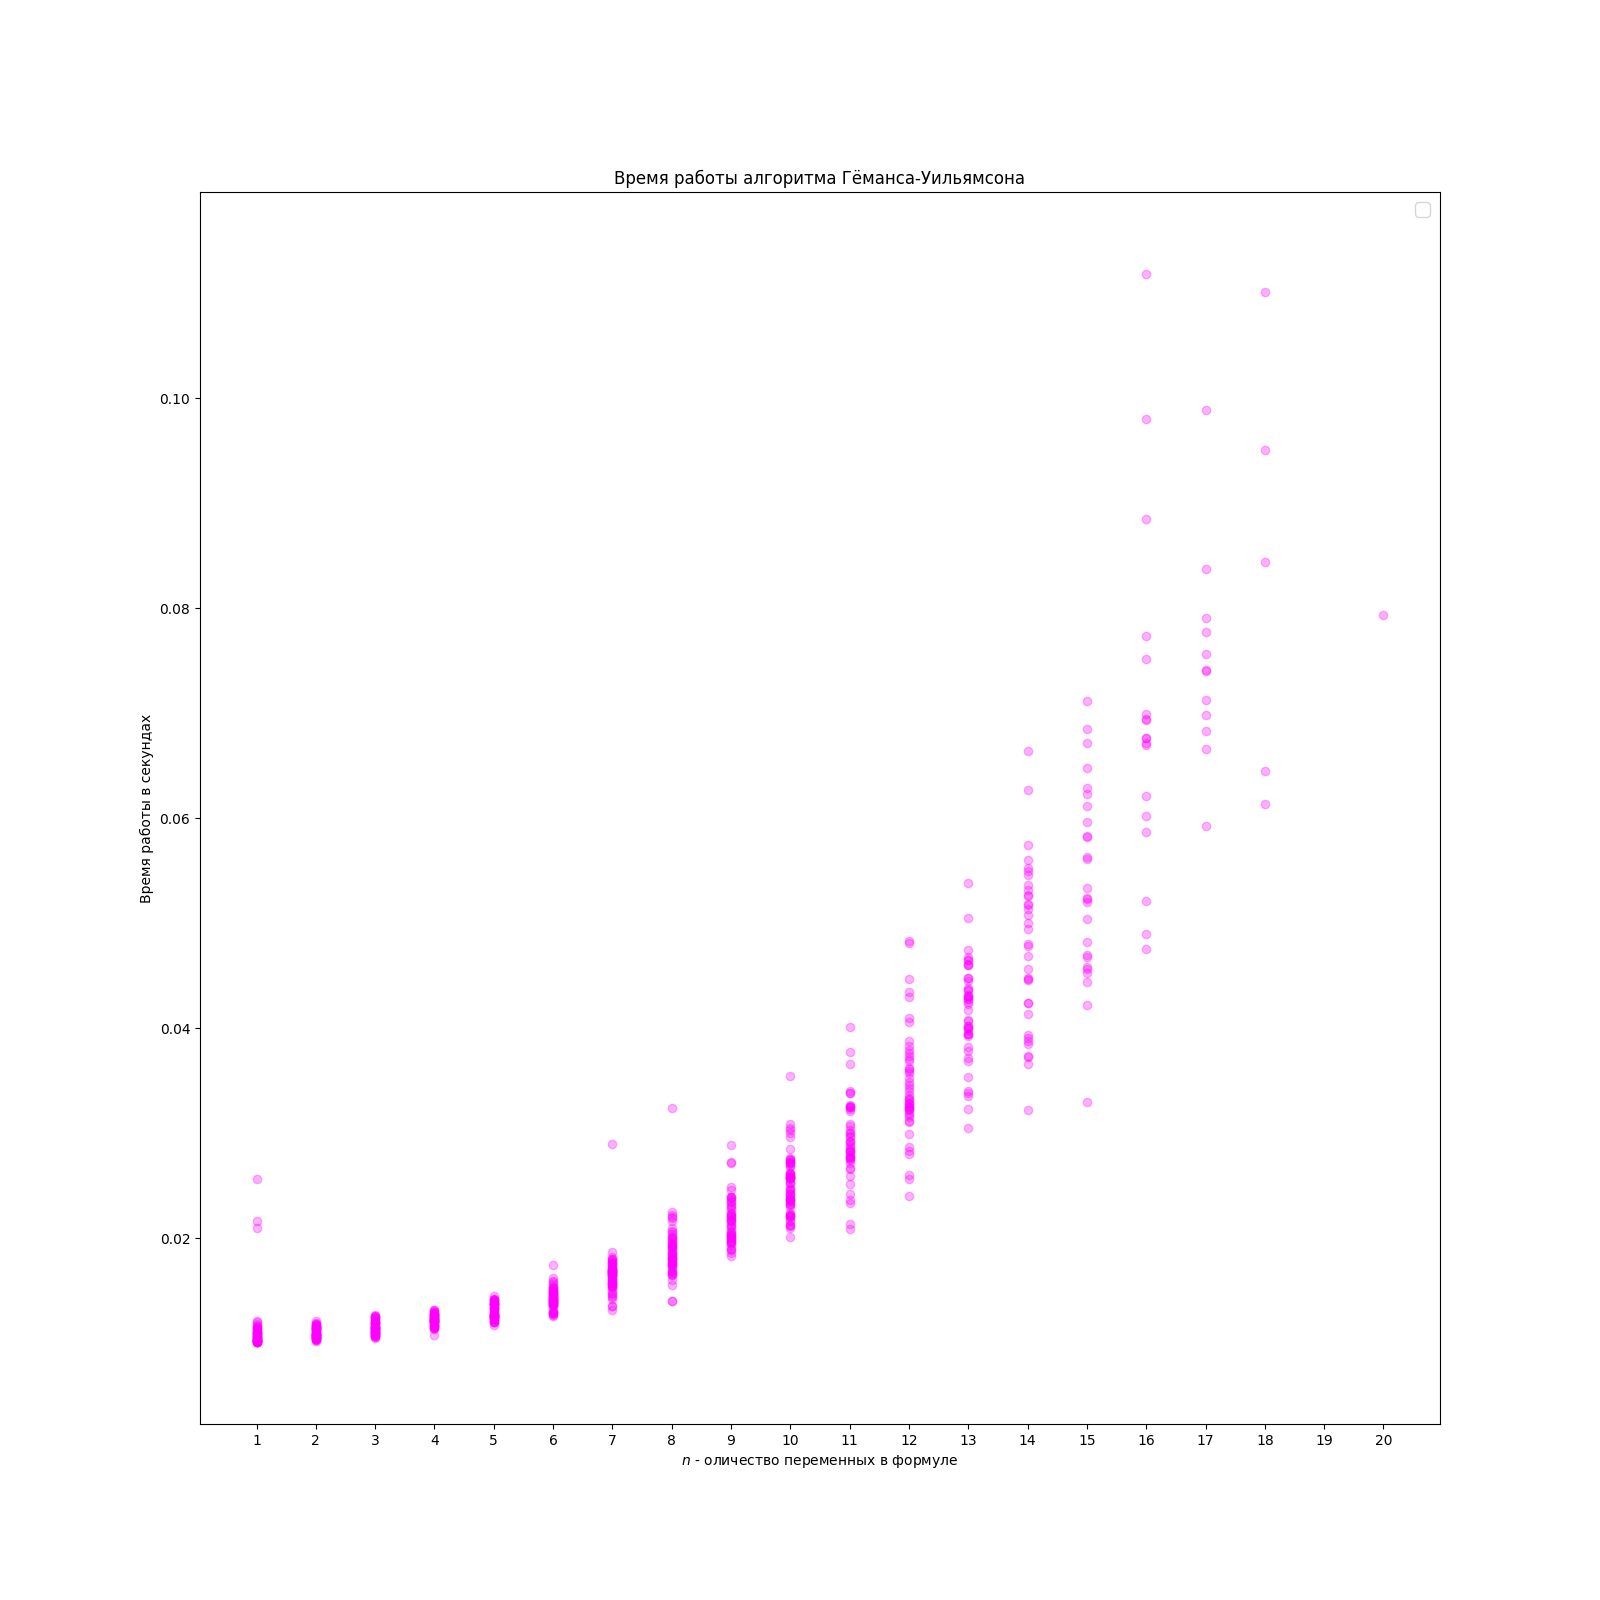 Время работы алгоритма Гёманса-Уильямсона
0.10
0.08
0.06
0.04
0.02
Время работы в секундах
1 2 3 4 5 6 7 8 9 10 11 12 13 14 15 16 17 18 19 20
n - оличество переменных в формуле